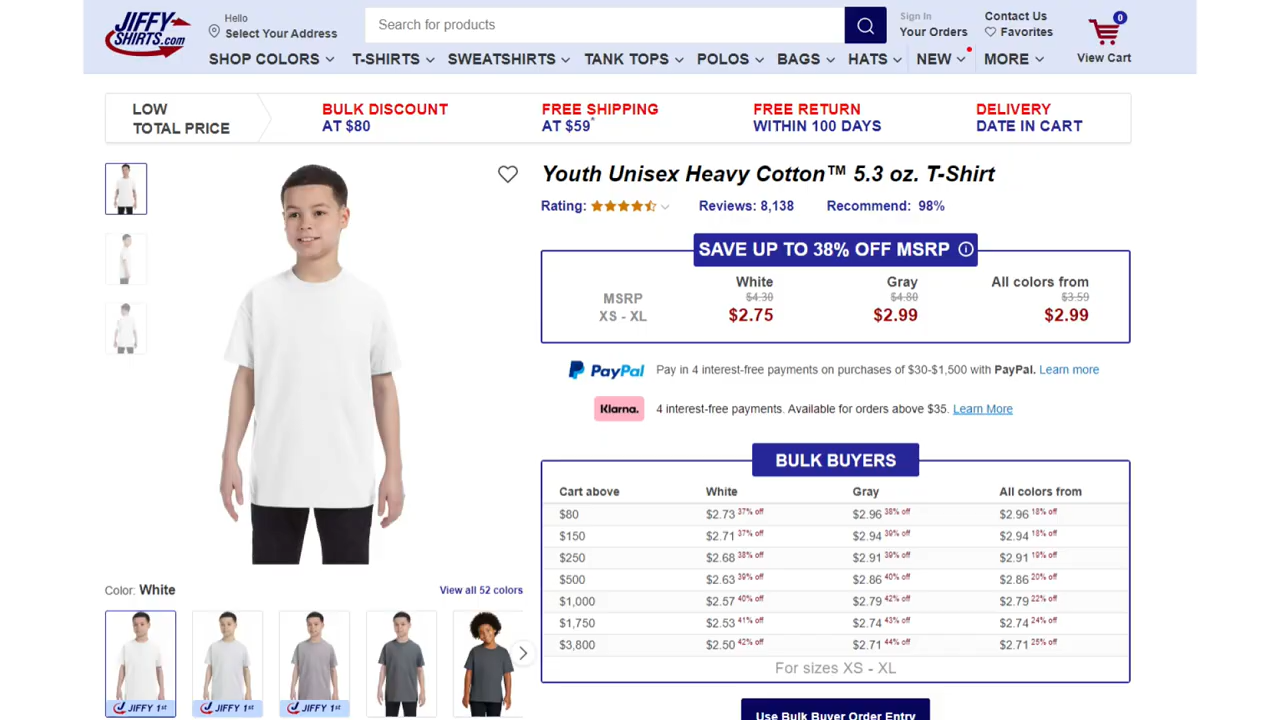 JIFFY
SHIRTS.com
Hello
Select Your Address
Search for products
Sign In
Your Orders
Contact Us
Favorites
0
View Cart
SHOP COLORS
T-SHIRTS
SWEATSHIRTS
TANK TOPS
POLOS
BAGS
HATS
NEW
MORE
LOW
TOTAL PRICE
BULK DISCOUNT
AT $80
FREE SHIPPING
AT $59*
FREE RETURN
WITHIN 100 DAYS
DELIVERY
DATE IN CART
Youth Unisex Heavy Cotton™ 5.3 oz. T-Shirt
Rating:
Reviews: 8,138
Recommend: 98%
SAVE UP TO 38% OFF MSRP
White Gray All colors from
MSRP $4.30 $4.80 $3.59
XS - XL $2.75 $2.99 $2.99
PayPal Pay in 4 interest-free payments on purchases of $30-$1,500 with PayPal. Learn more
Klarna. 4 interest-free payments. Available for orders above $35. Learn More
BULK BUYERS
Cart above White Gray All colors from
$80 $2.73 37% off $2.96 38% off $2.96 18% off
$150 $2.71 37% off $2.94 39% off $2.94 18% off
$250 $2.68 38% off $2.91 39% off $2.91 19% off
$500 $2.63 39% off $2.86 40% off $2.86 20% off
$1,000 $2.57 40% off $2.79 42% off $2.79 22% off
$1,750 $2.53 41% off $2.74 43% off $2.74 24% off
$3,800 $2.50 42% off $2.71 44% off $2.71 25% off
For sizes XS - XL
Use Bulk Buyer Order Entry
Color: White
View all 52 colors
JIFFY 1st
JIFFY 1st
JIFFY 1st